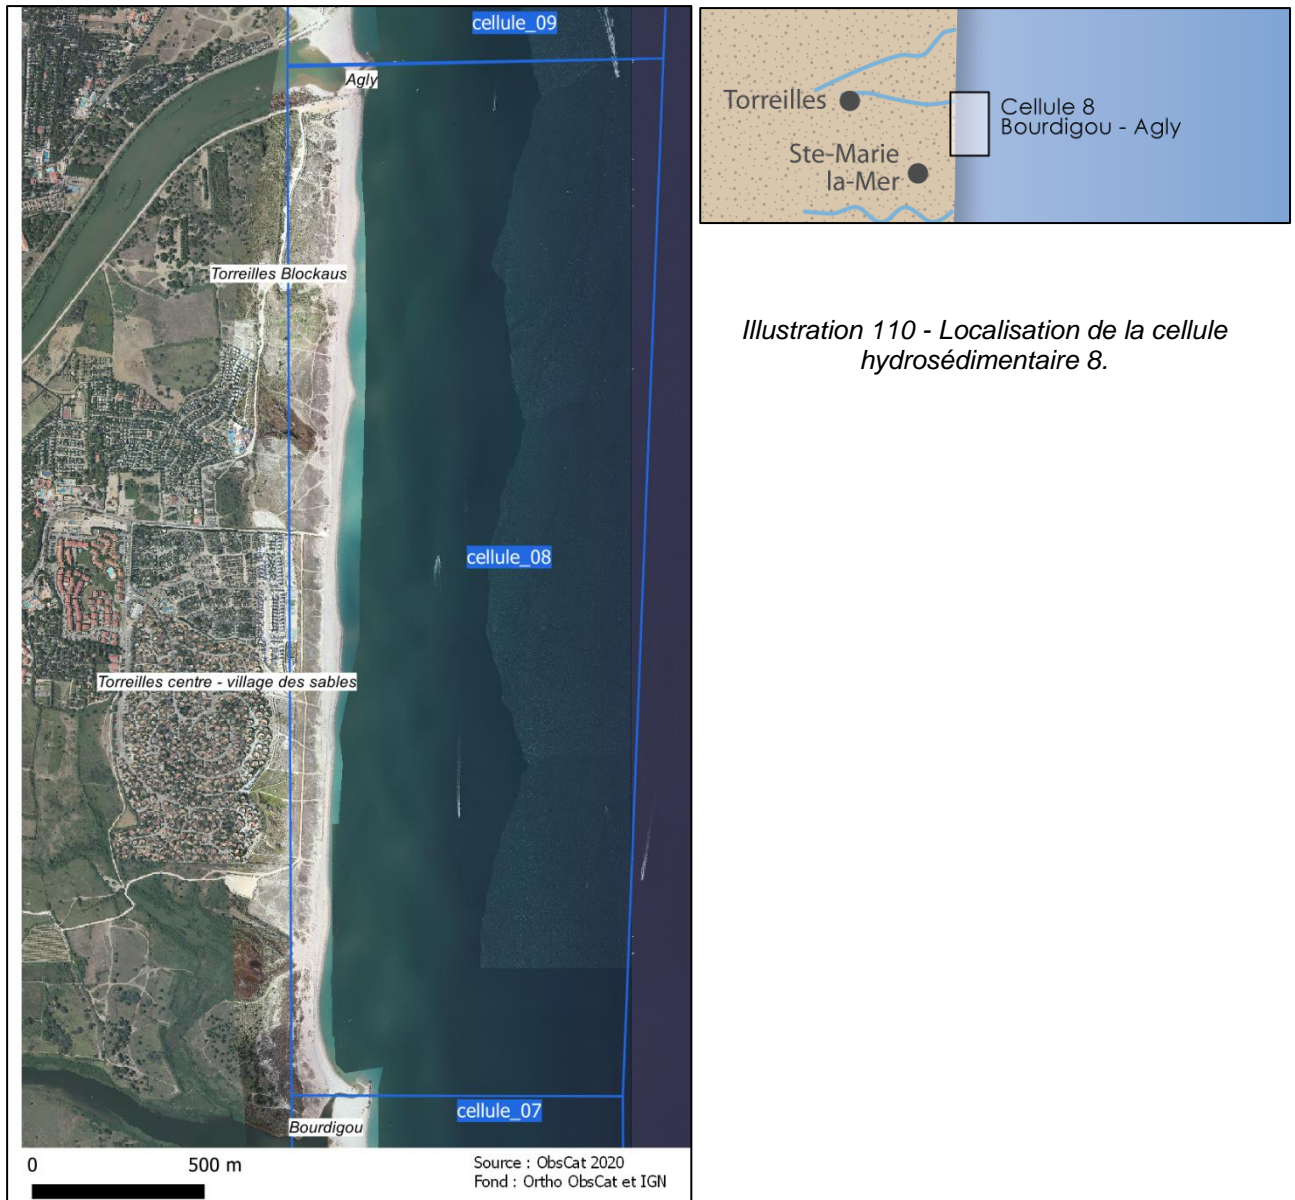 cellule_09
Agly
Torreilles Blockaus
cellule_08
Torreilles centre - village des sables
cellule_07
Bourdigou
0 500 m
Source : ObsCat 2020
Fond : Ortho ObsCat et IGN
Torreilles
Ste-Marie
la-Mer
Cellule 8
Bourdigou - Agly
Illustration 110 - Localisation de la cellule
hydrosédimentaire 8.